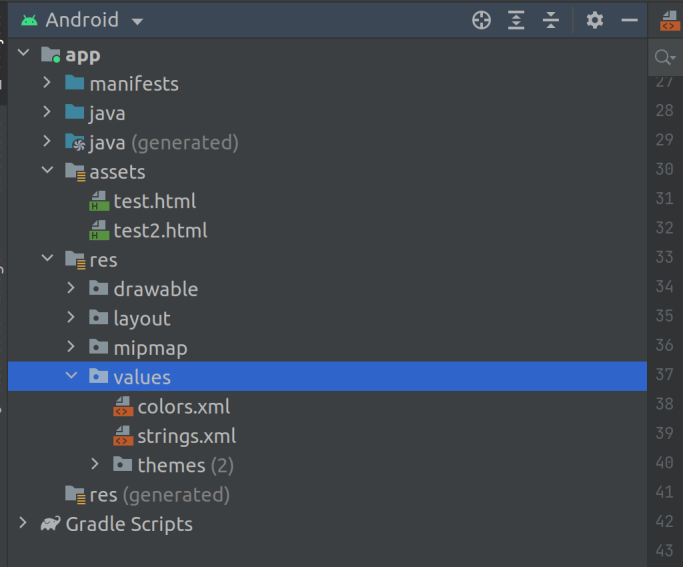 Android
app
manifests
java
java (generated)
assets
test.html
test2.html
res
drawable
layout
mipmap
values
colors.xml
strings.xml
themes (2)
res (generated)
Gradle Scripts
27
28
29
30
31
32
33
34
35
36
37
38
39
40
41
42
43